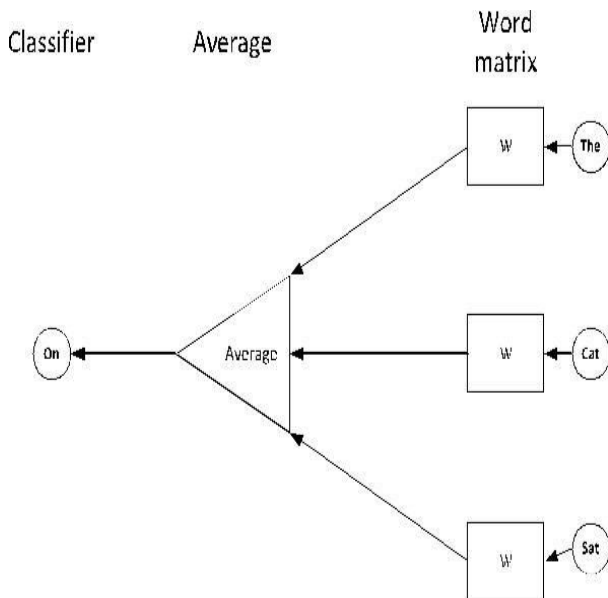 Classifier
Average
Word
matrix
W
The
On
Average
W
Cat
W
Sat